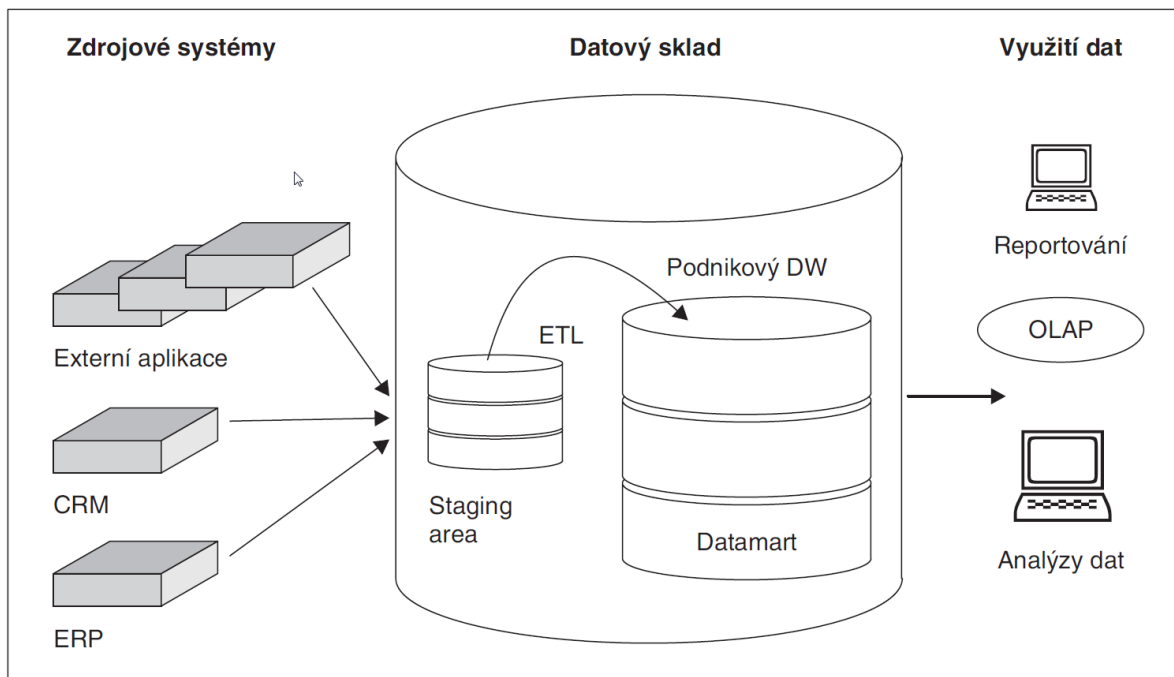 Zdrojové systémy
Datový sklad
Využití dat
Externí aplikace
CRM
ERP
ETL
Staging
area
Podnikový DW
Datamart
Reportování
OLAP
Analýzy dat